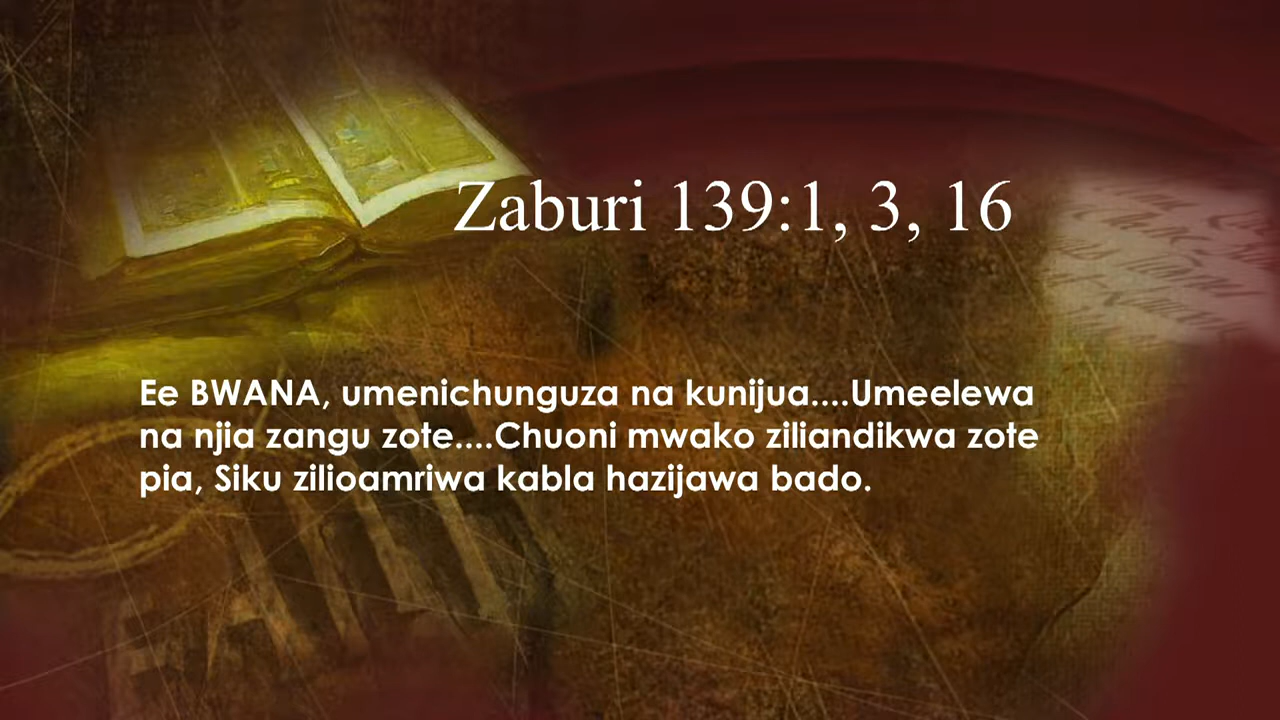 Zaburi 139:1, 3, 16
Ee BWANA, umenichunguza na kunijua....Umeelewa
na njia zangu zote....Chuoni mwako ziliandikwa zote
pia, Siku zilioamriwa kabla hazijawa bado.